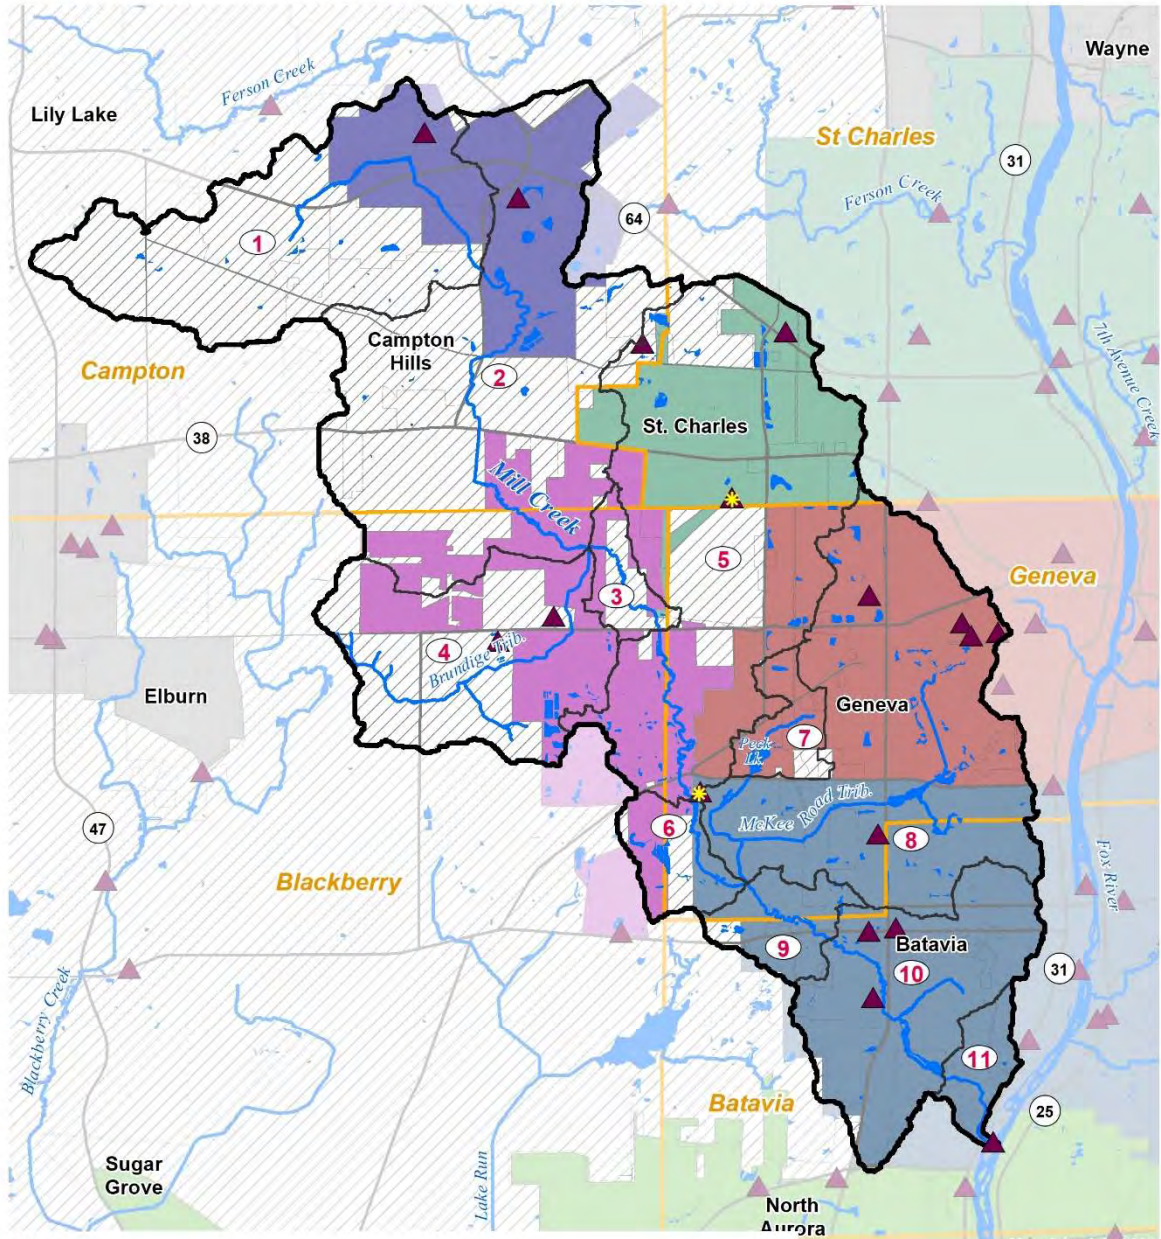 Wayne
Ferson Creek
Lily Lake
St Charles
31
Ferson Creek
64
1
7th Avenue Creek
Campton
Hills
Campton
2
St. Charles
38
Mill Creek
5
Geneva
3
4
Brundige Trib.
Elburn
Geneva
7
Peck
Lk.
McKee Road Trib.
47
6
8
Fox River
Blackberry
9
Batavia
10
31
Blackberry Creek
11
Batavia
25
Lake Run
Sugar
Grove
North
Aurora